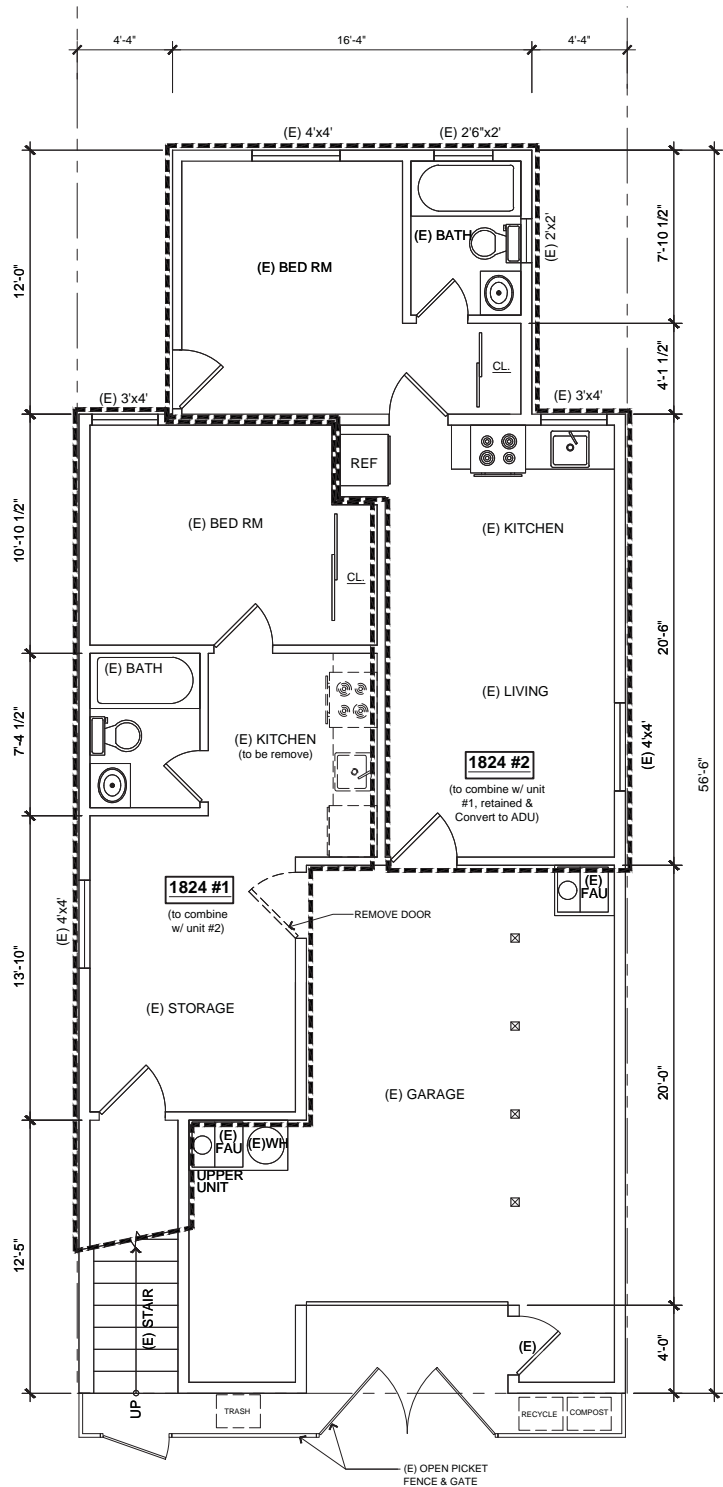 4'-4"
16'-4"
4'-4"
(E) 4'x4'
(E) 2'6"x2'
12'-0"
(E) BED RM
(E) BATH
(E) 2'x2'
7'-10 1/2"
4'-1 1/2"
CL.
(E) 3'x4'
(E) 3'x4'
REF
10'-10 1/2"
(E) BED RM
(E) KITCHEN
CL.
20'-6"
(E) BATH
(E) LIVING
7'-4 1/2"
(E) KITCHEN
(to be remove)
(E) 4'x4'
56'-6"
1824 #2
(to combine w/ unit
#1, retained &
Convert to ADU)
1824 #1
(to combine
w/ unit #2)
(E)
FAU
REMOVE DOOR
(E) 4'x4'
13'-10"
(E) STORAGE
(E) GARAGE
20'-0"
(E)
FAU
(E)WH
UPPER
UNIT
12'-5"
(E) STAIR
UP
(E)
4'-0"
TRASH
RECYCLE
COMPOST
(E) OPEN PICKET
FENCE & GATE